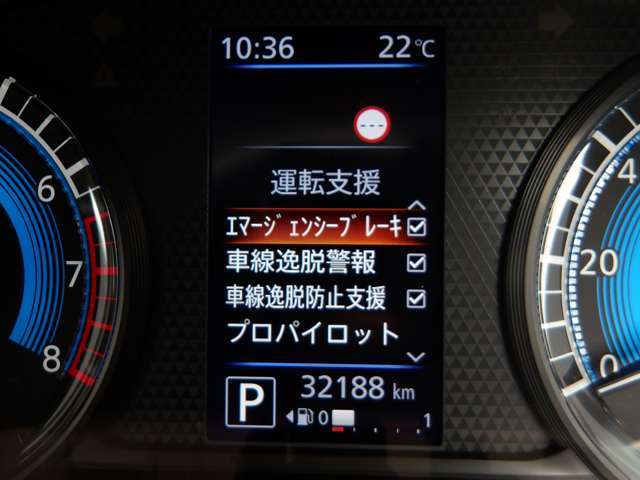 10:36 22℃
---
運転支援
ｴﾏｰｼﾞｪﾝｼｰﾌﾞﾚｰｷ
車線逸脱警報
車線逸脱防止支援
プロパイロット
P 32188 km
0 1
6
7
8
4
20
0